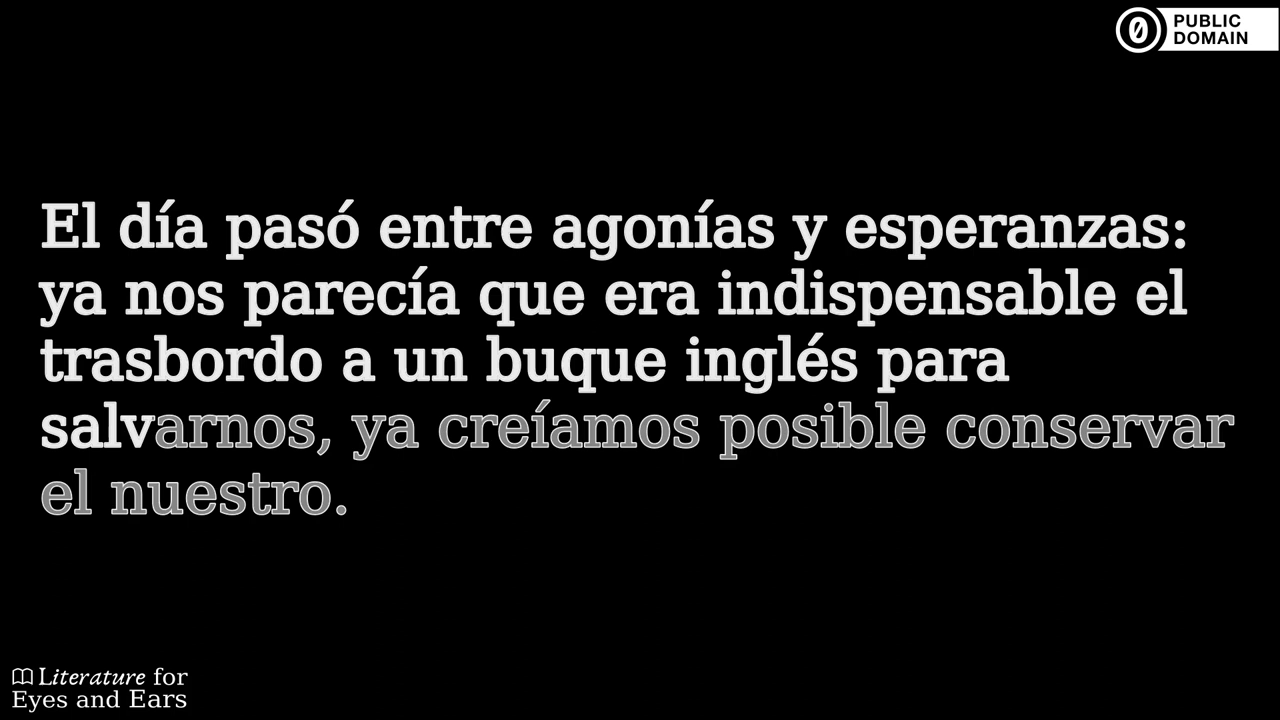 PUBLIC
DOMAIN
El día pasó entre agonías y esperanzas:
ya nos parecía que era indispensable el
trasbordo a un buque inglés para
salvarnos, ya creíamos posible conservar
el nuestro.
Literature for
Eyes and Ears